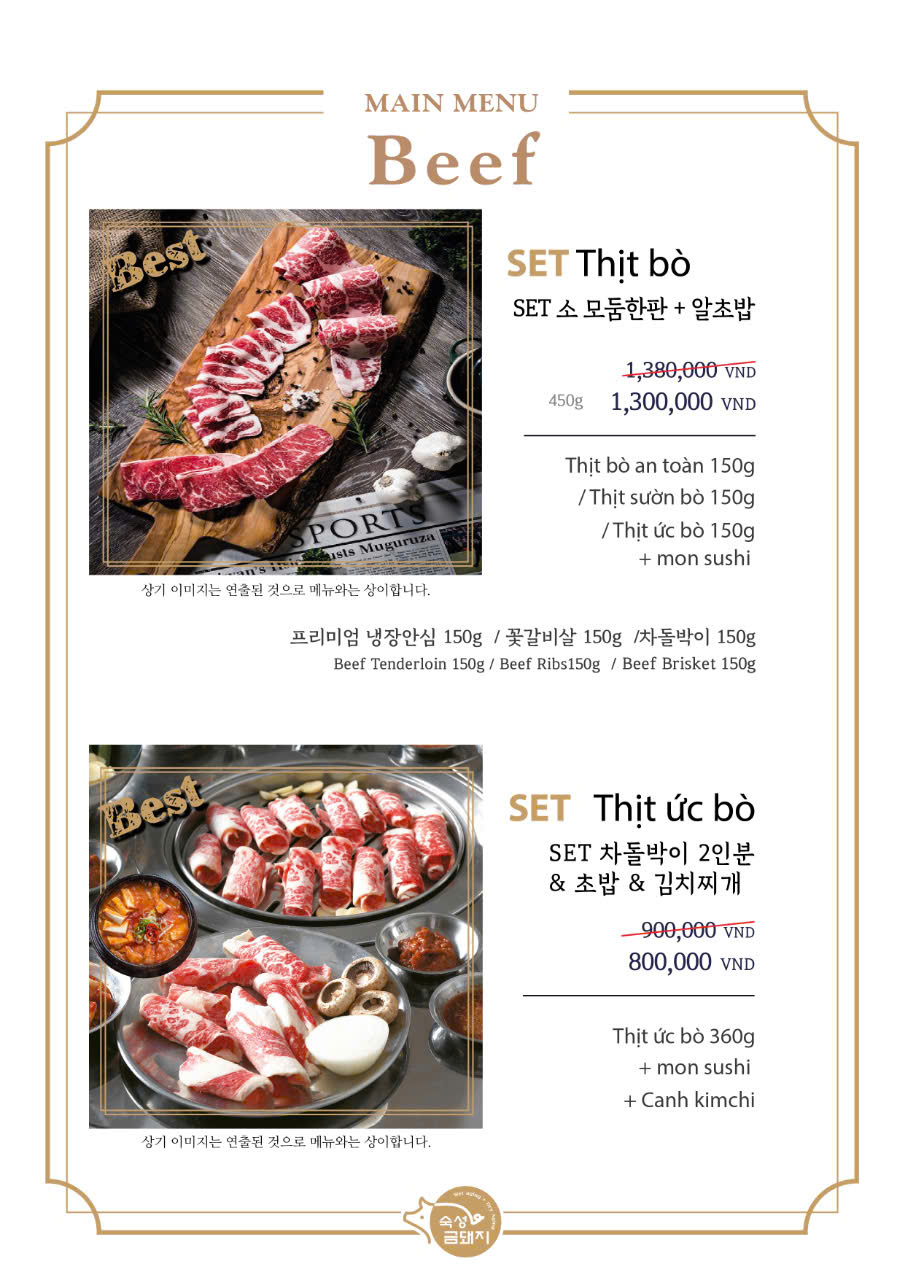 MAIN MENU
Beef
Best
SET Thịt bò
SET 소 모둠한판 + 알초밥
1,380,000 VND
450g 1,300,000 VND
Thịt bò an toàn 150g
/ Thịt sườn bò 150g
/ Thịt ức bò 150g
+ mon sushi
SPORTS
Muguruza
상기 이미지는 연출된 것으로 메뉴와는 상이합니다.
프리미엄 냉장안심 150g / 꽃갈비살 150g /차돌박이 150g
Beef Tenderloin 150g / Beef Ribs150g / Beef Brisket 150g
Best
SET Thịt ức bò
SET 차돌박이 2인분
& 초밥 & 김치찌개
900,000 VND
800,000 VND
Thịt ức bò 360g
+ mon sushi
+ Canh kimchi
상기 이미지는 연출된 것으로 메뉴와는 상이합니다.
숙성
금돼지